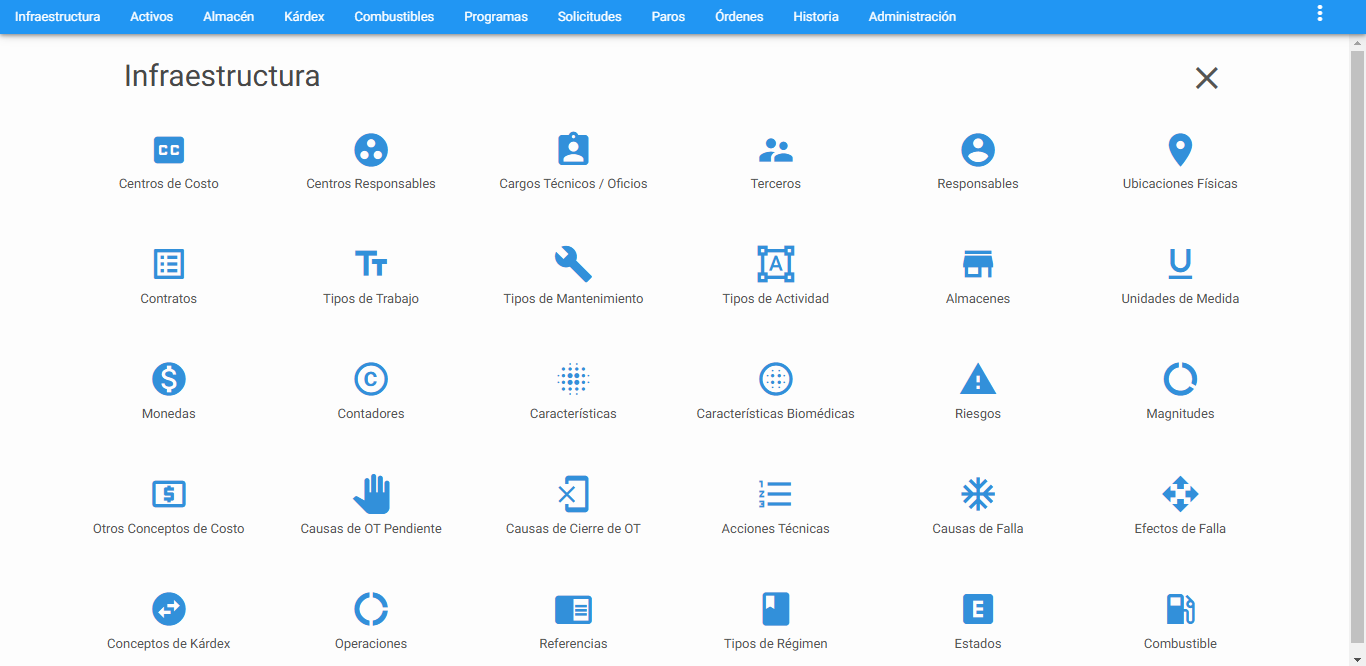 Infraestructura Activos Almacén Kárdex Combustibles Programas Solicitudes Paros Órdenes Historia Administración
Infraestructura
CC
Centros de Costo Centros Responsables Cargos Técnicos / Oficios Terceros Responsables Ubicaciones Físicas
TT A U
Contratos Tipos de Trabajo Tipos de Mantenimiento Tipos de Actividad Almacenes Unidades de Medida
$ C !
Monedas Contadores Características Características Biomédicas Riesgos Magnitudes
$ 1 2 3
Otros Conceptos de Costo Causas de OT Pendiente Causas de Cierre de OT Acciones Técnicas Causas de Falla Efectos de Falla
E
Conceptos de Kárdex Operaciones Referencias Tipos de Régimen Estados Combustible